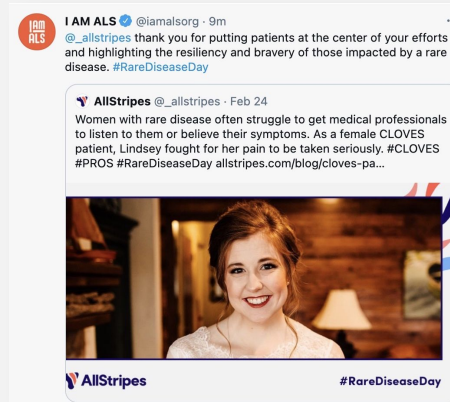 I AM ALS @iamalsorg · 9m
I AM
ALS
@_allstripes thank you for putting patients at the center of your efforts
and highlighting the resiliency and bravery of those impacted by a rare
disease. #RareDiseaseDay
AllStripes @_allstripes · Feb 24
Women with rare disease often struggle to get medical professionals
to listen to them or believe their symptoms. As a female CLOVES
patient, Lindsey fought for her pain to be taken seriously. #CLOVES
#PROS #RareDiseaseDay allstripes.com/blog/cloves-pa...
AllStripes
#RareDiseaseDay